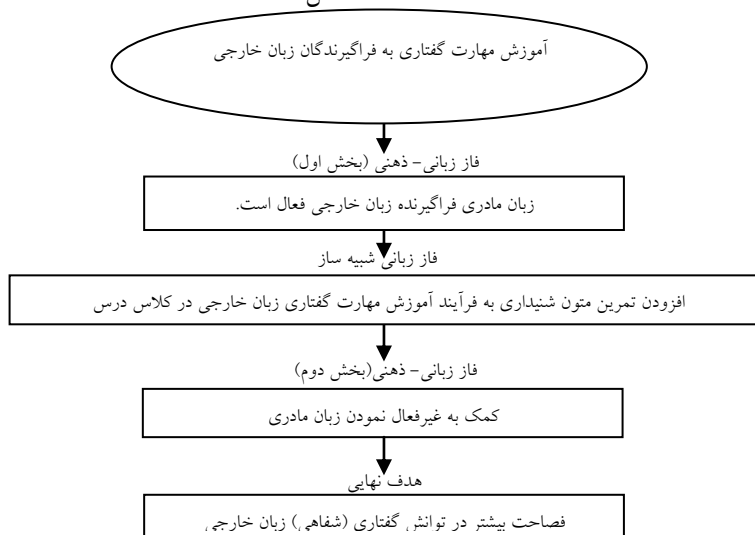 آموزش مهارت گفتاری به فراگیرندگان زبان خارجی
فاز زبانی- ذهنی (بخش اول)
زبان مادری فراگیرنده زبان خارجی فعال است.
فاز زبانی شبیه ساز
افزودن تمرین متون شنیداری به فرآیند آموزش مهارت گفتاری زبان خارجی در کلاس درس
فاز زبانی- ذهنی(بخش دوم)
کمک به غیرفعال نمودن زبان مادری
هدف نهایی
فصاحت بیشتر در توانش گفتاری (شفاهی) زبان خارجی